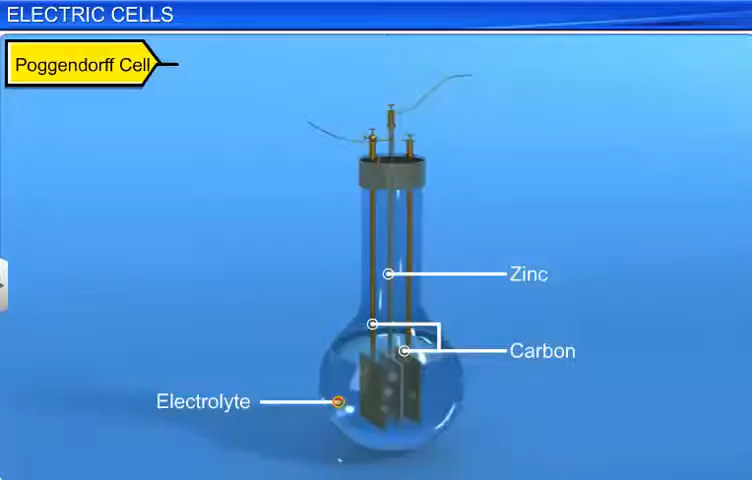 ELECTRIC CELLS
Poggendorff Cell
Zinc
Carbon
Electrolyte